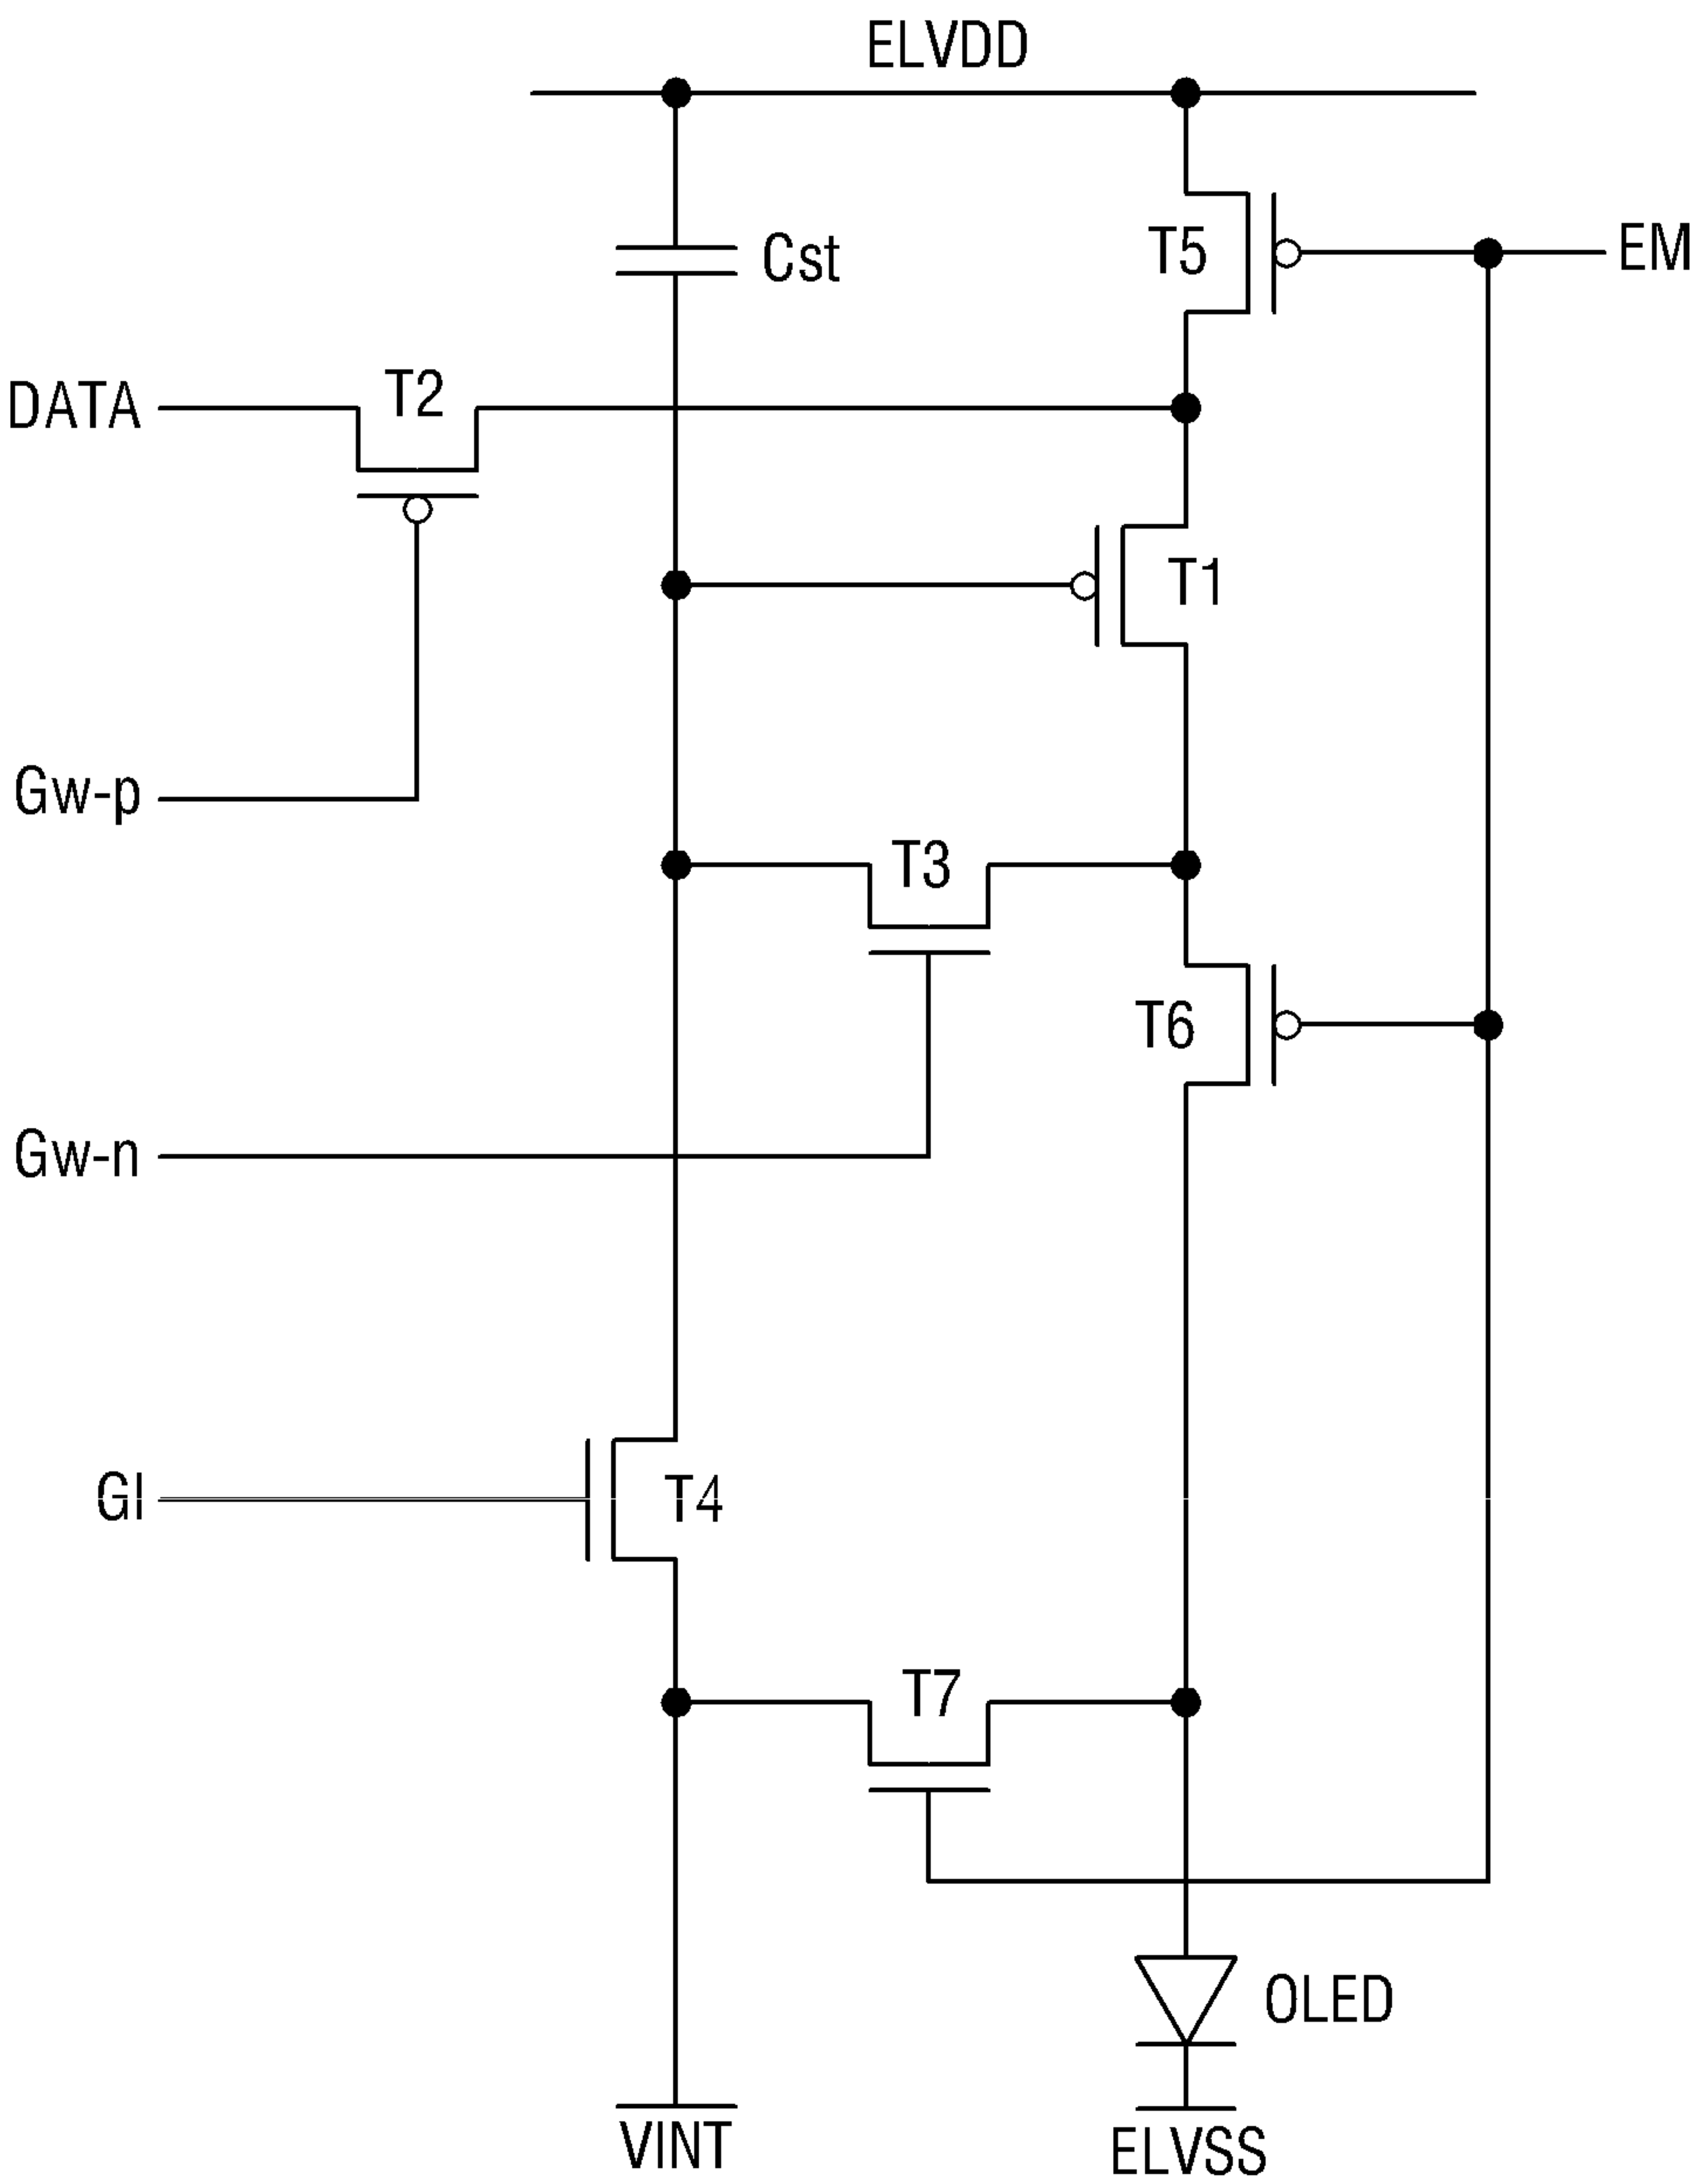 ELVDD
T5
EM
Cst
T2
DATA
T1
Gw-p
T3
T6
Gw-n
GI
T4
T7
OLED
VINT
ELVSS